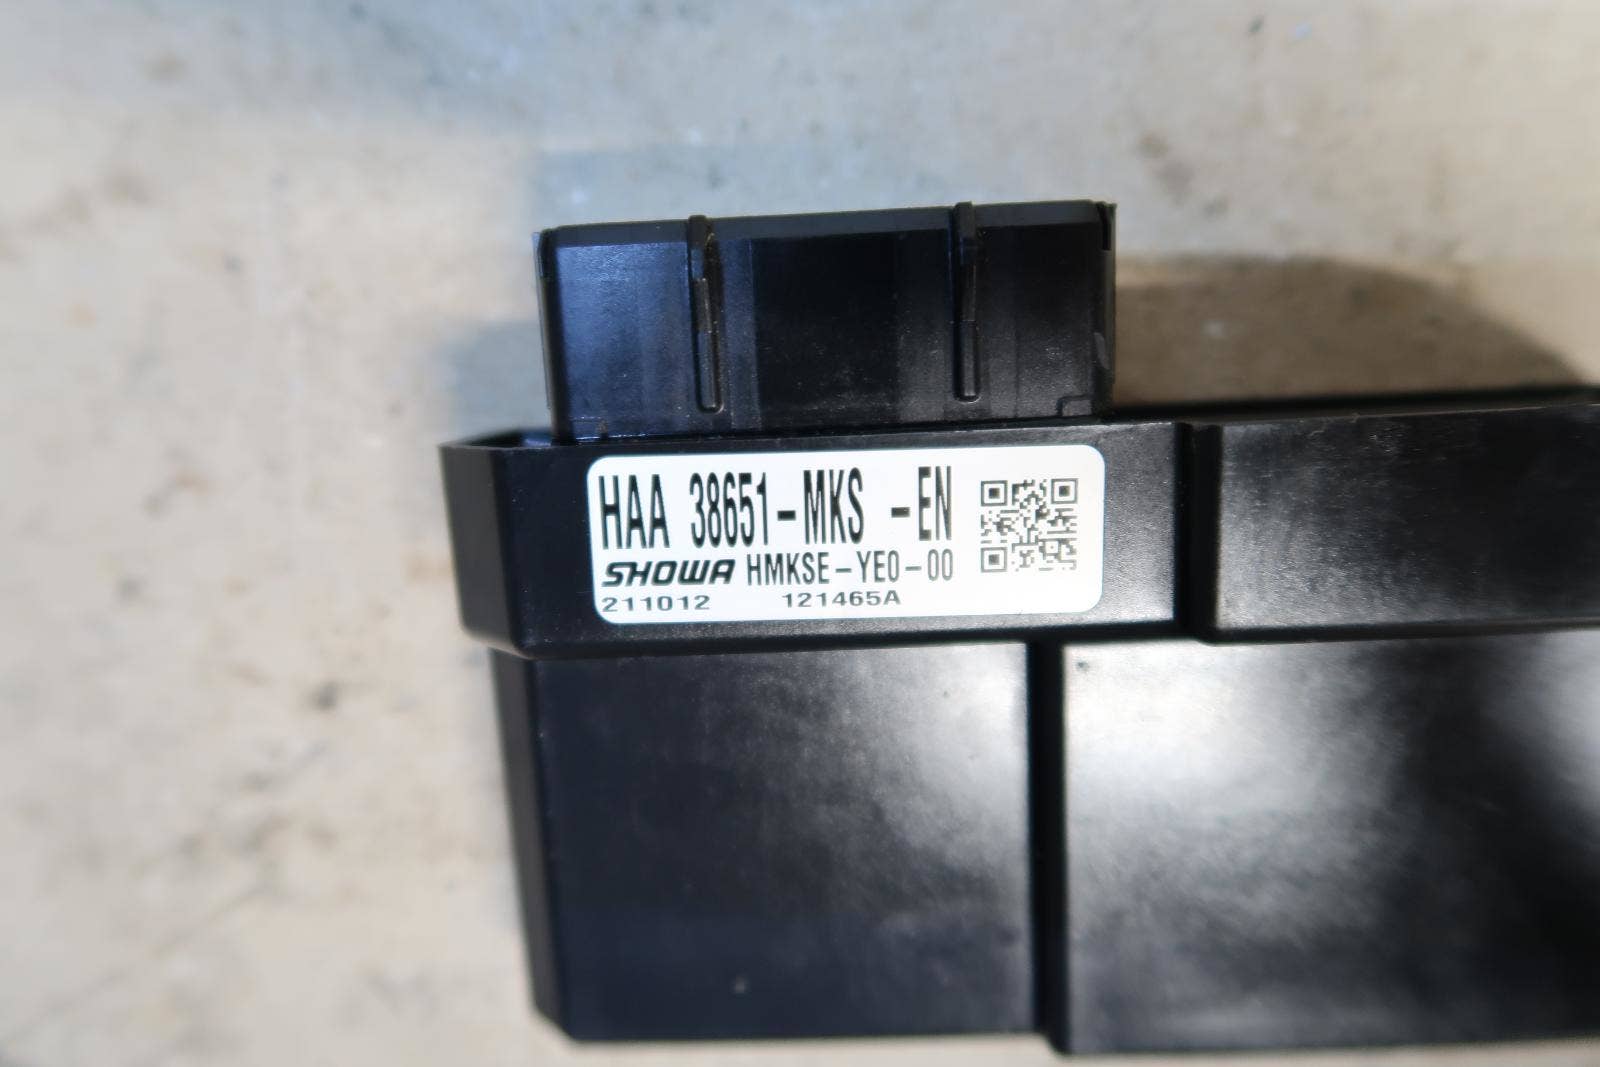 HAA 38651-MKS -EN
SHOWA HMKSE-YE0-00
211012 121465A